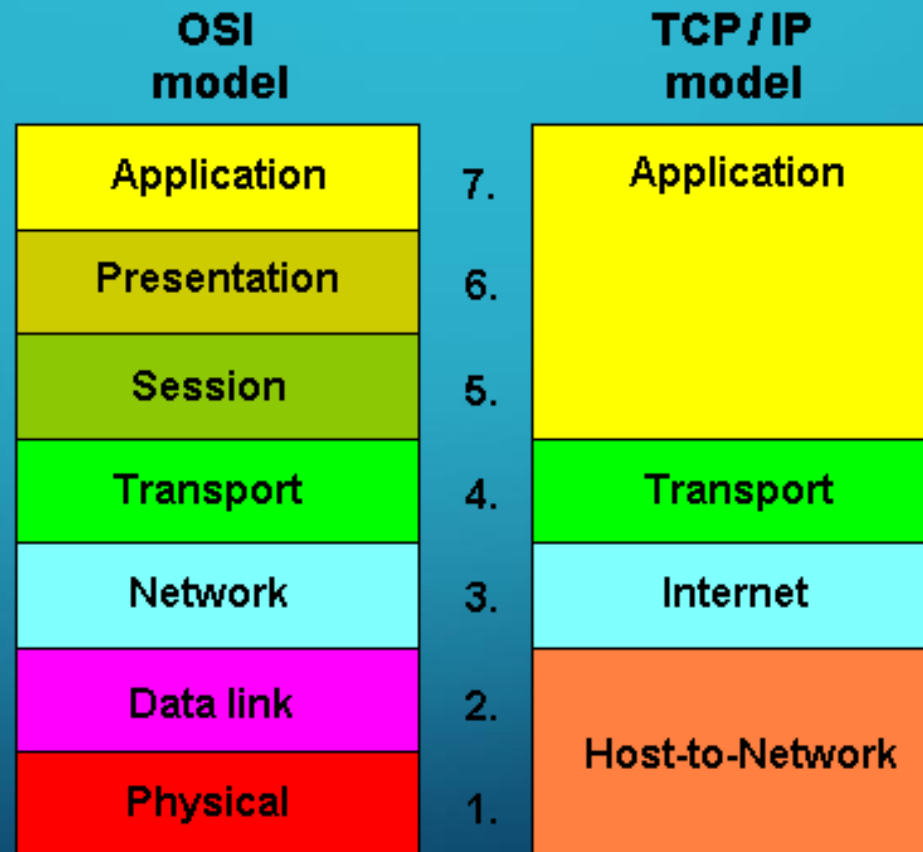 OSI
model
TCP / IP
model
Application
7.
Application
Presentation
6.
Session
5.
Transport
4.
Transport
Network
3.
Internet
Data link
2.
Host-to-Network
Physical
1.